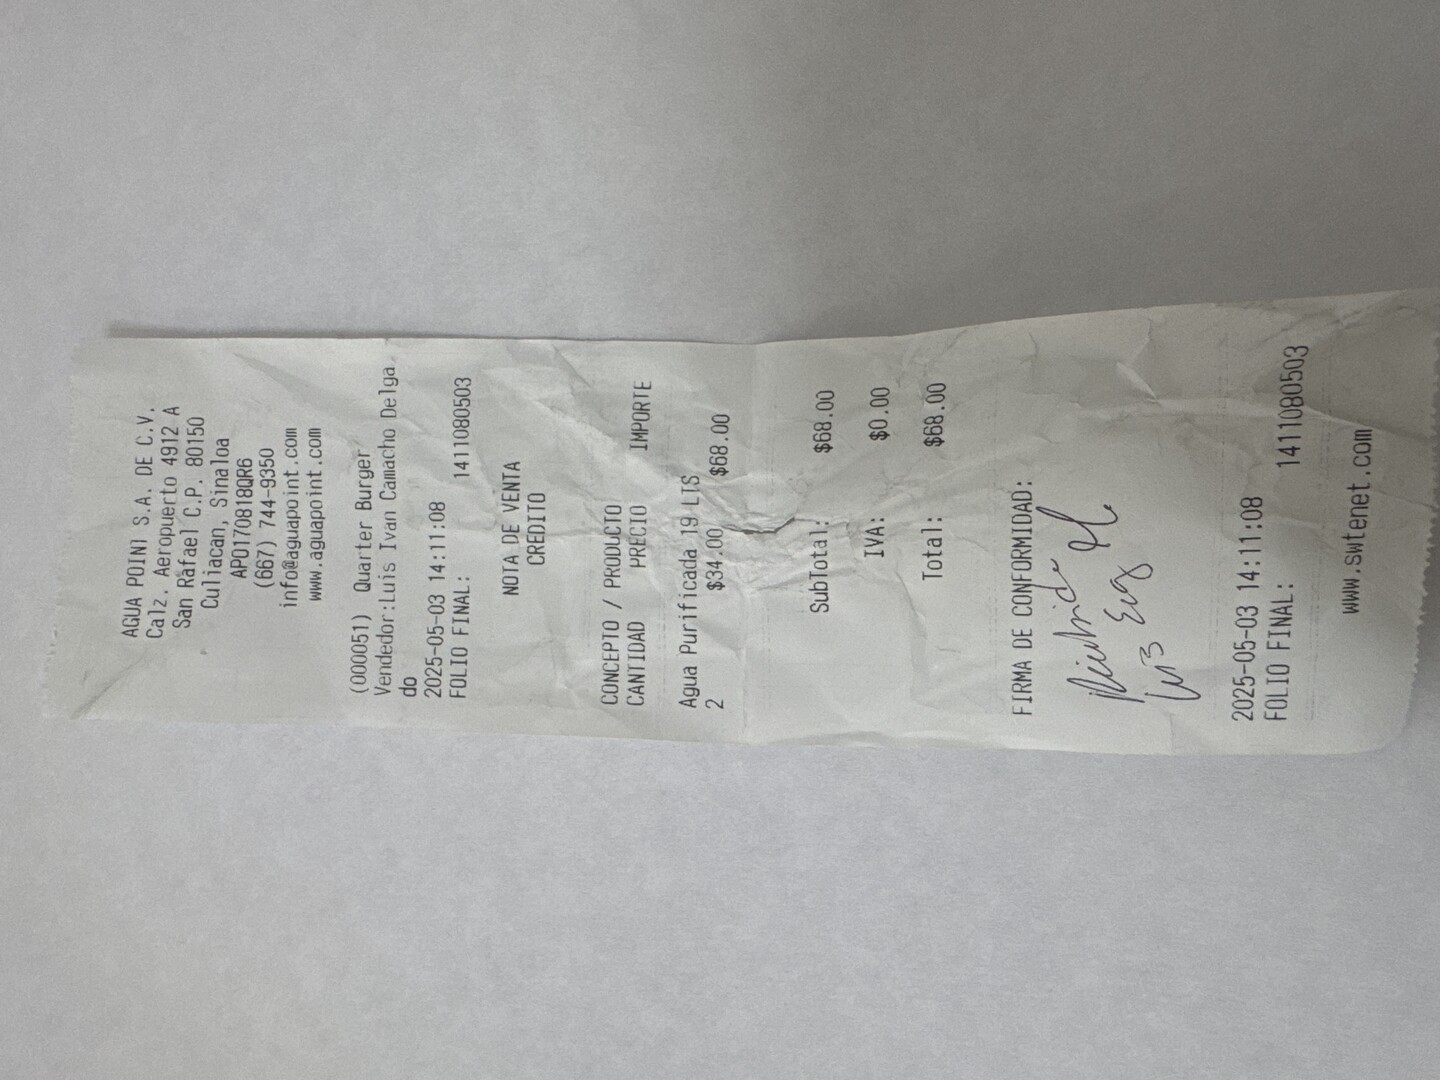 AGUA POINT S.A. DE C.V.
Calz. Aeropuerto 4912 A
San Rafael C.P. 80150
Culiacan, Sinaloa
APO170818QR6
(667) 744-9350
info@aguapoint.com
www.aguapoint.com
(000051) Quarter Burger
Vendedor:Luis Ivan Camacho Delga
do
2025-05-03 14:11:08
FOLIO FINAL: 1411080503
NOTA DE VENTA
CREDITO
CONCEPTO / PRODUCTO
CANTIDAD PRECIO IMPORTE
Agua Purificada 19 LTS
2 $34.00 $68.00
SubTotal: $68.00
IVA: $0.00
Total: $68.00
FIRMA DE CONFORMIDAD:
2025-05-03 14:11:08
FOLIO FINAL: 1411080503
www.swtenet.com